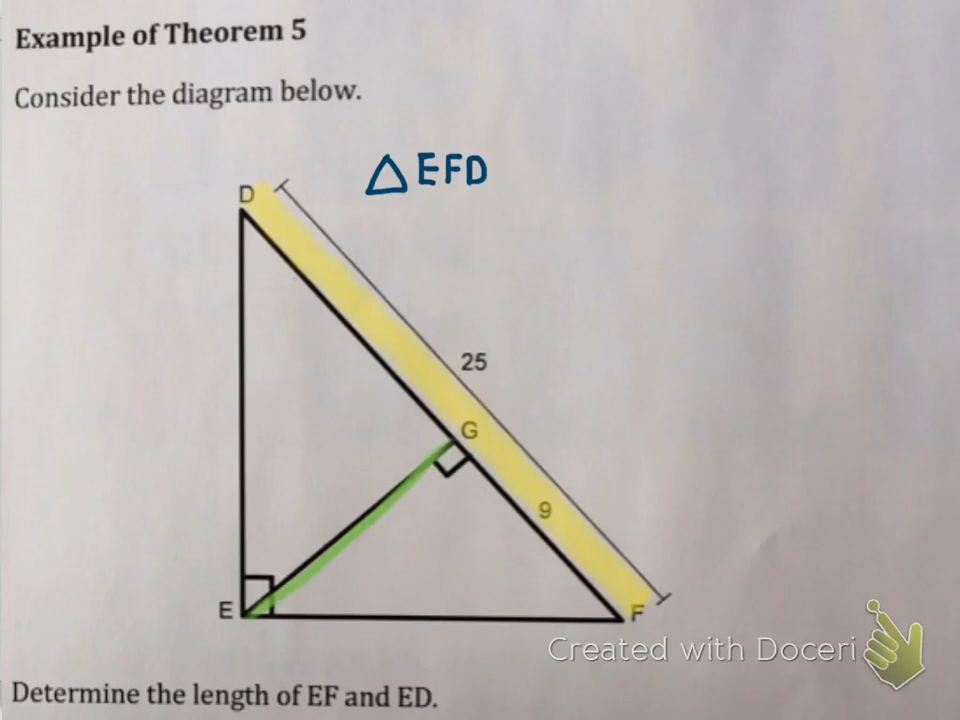 Example of Theorem 5
Consider the diagram below.
△ EFD
D
25
G
9
E
F
Created with Doceri
Determine the length of EF and ED.